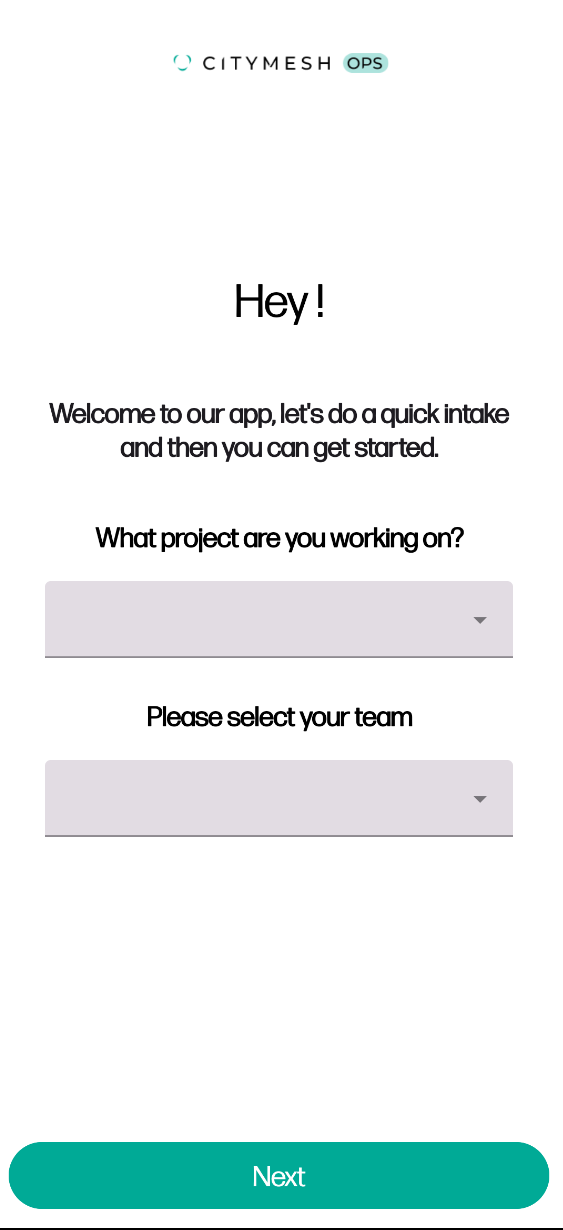 CITYMESH OPS
Hey !
Welcome to our app, let's do a quick intake
and then you can get started.
What project are you working on?
Please select your team
Next